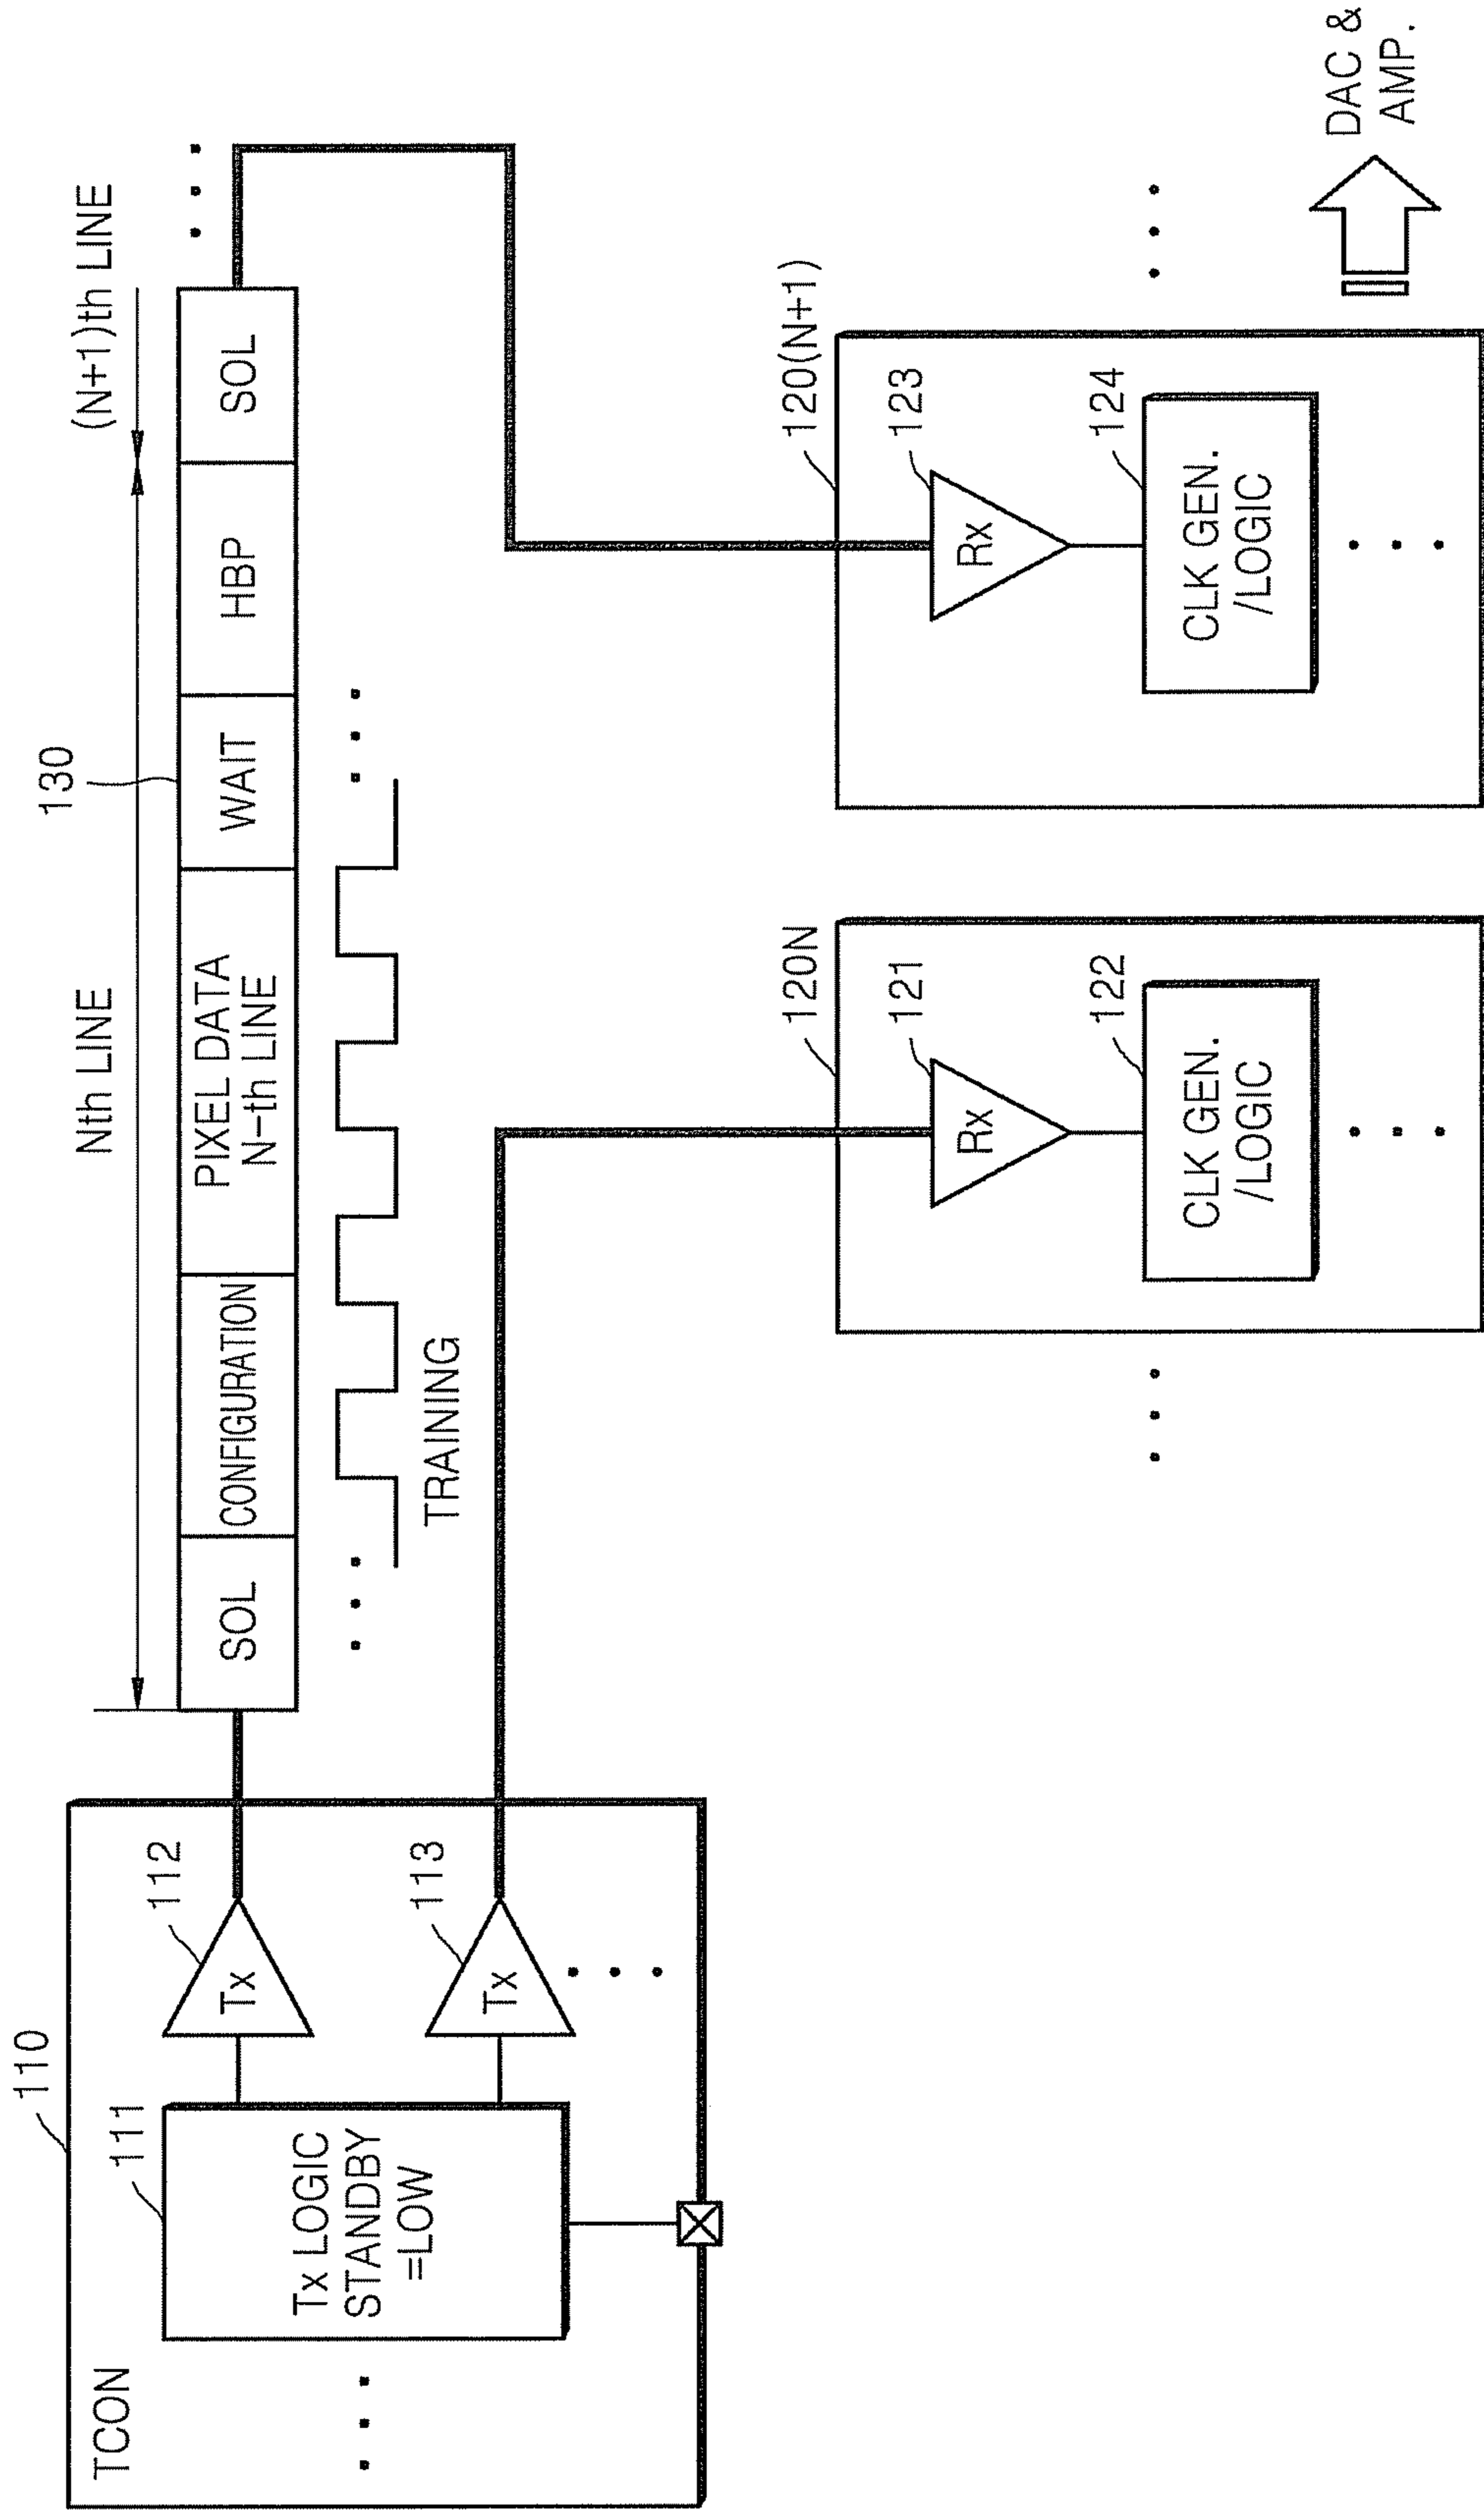 110
TCON
111
Tx LOGIC
STANDBY
=LOW
112
Tx
113
Tx
Nth LINE
(N+1)th LINE
130
SOL
CONFIGURATION
PIXEL DATA
N-th LINE
WAIT
HBP
SOL
TRAINING
120N
121
Rx
122
CLK GEN.
/LOGIC
120(N+1)
123
Rx
124
CLK GEN.
/LOGIC
DAC &
AMP.